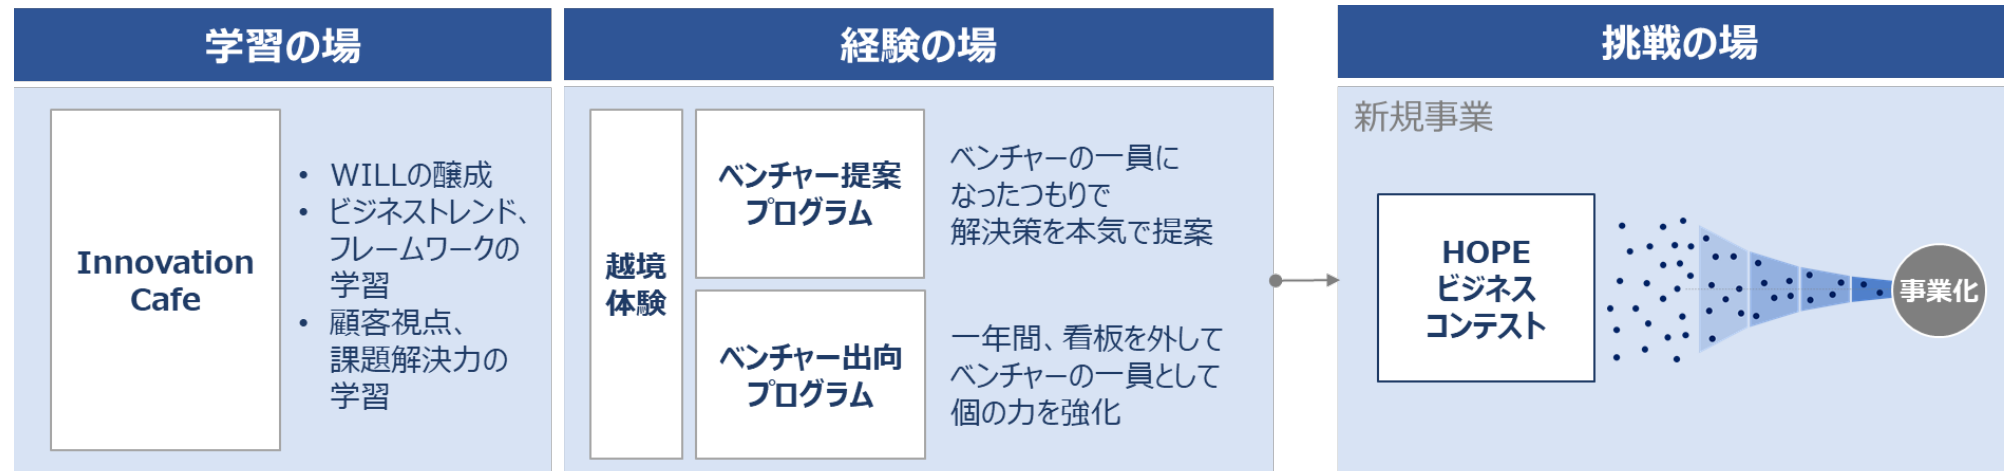 学習の場
Innovation
Cafe
• WILLの醸成
• ビジネストレンド、
フレームワークの
学習
• 顧客視点、
課題解決力の
学習
経験の場
越境
体験
ベンチャー提案
プログラム
ベンチャーの一員に
なったつもりで
解決策を本気で提案
ベンチャー出向
プログラム
一年間、看板を外して
ベンチャーの一員として
個の力を強化
挑戦の場
新規事業
HOPE
ビジネス
コンテスト
事業化